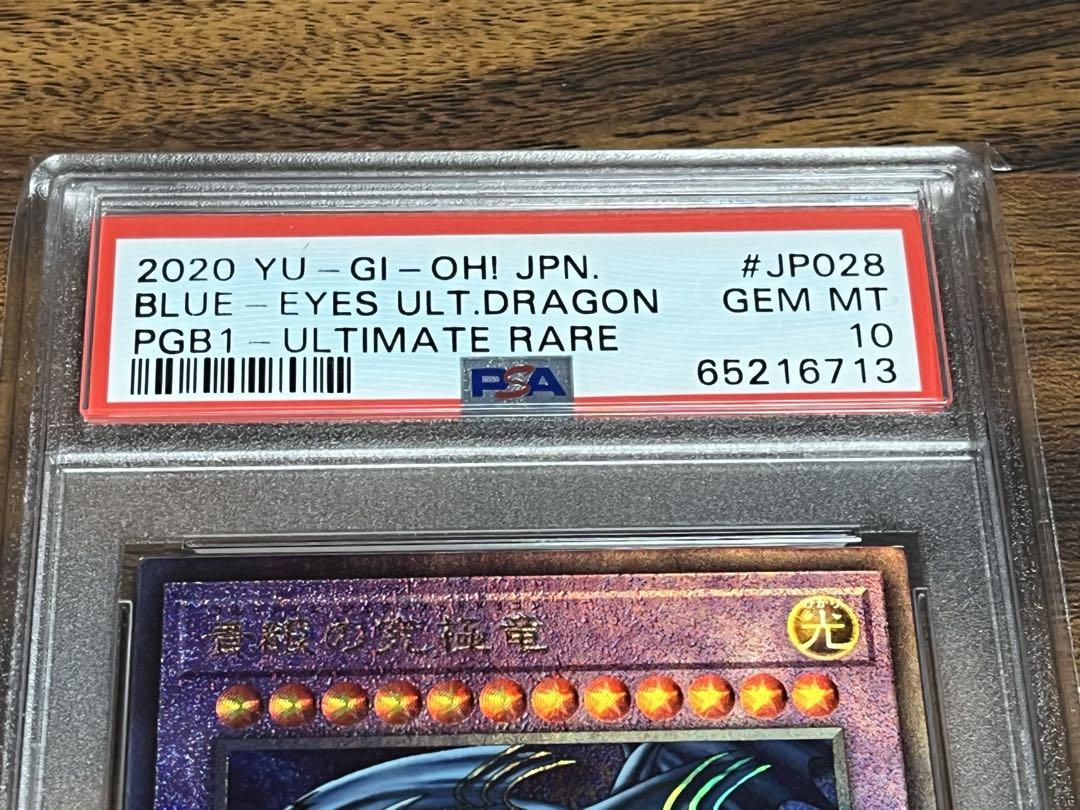 2020 YU-GI-OH! JPN. #JP028
BLUE-EYES ULT.DRAGON GEM MT
PGB1-ULTIMATE RARE 10
PSA 65216713
青眼の究極竜
光